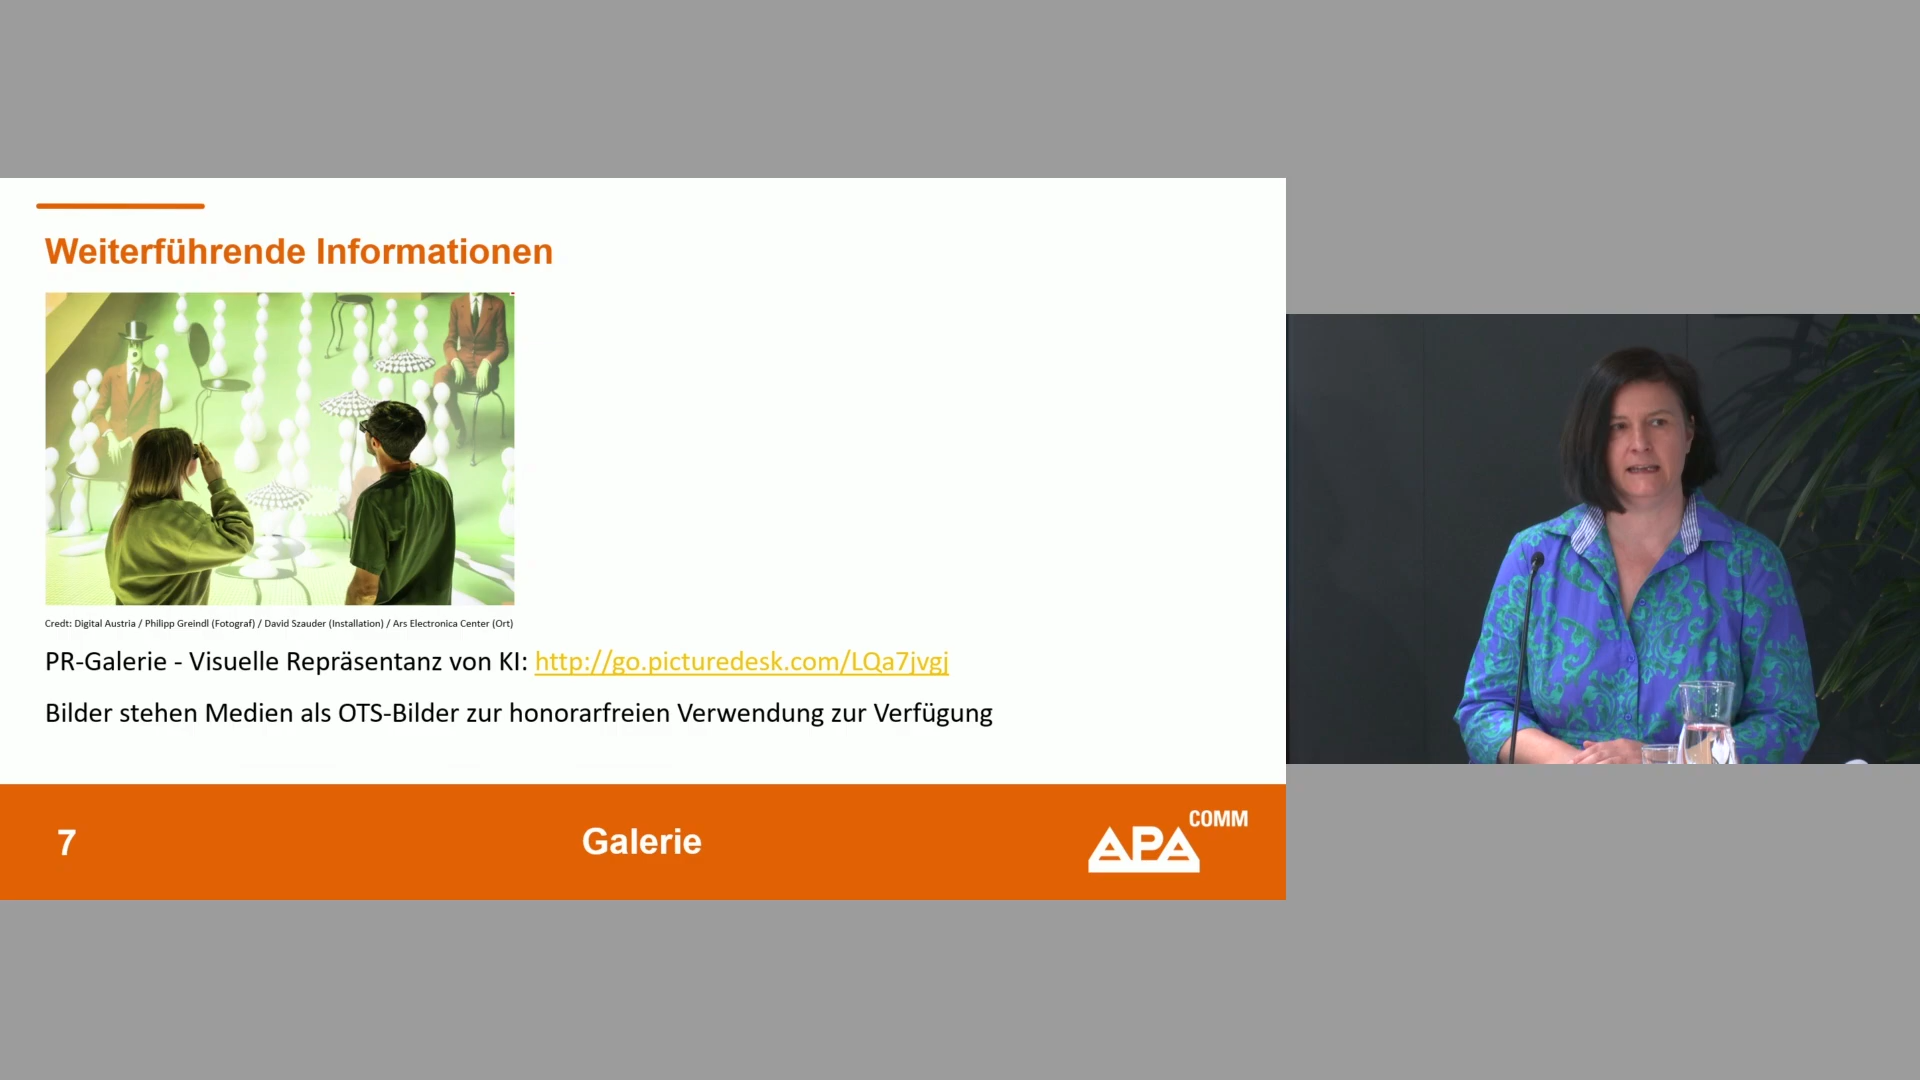 Weiterführende Informationen
Credt: Digital Austria / Philipp Greindl (Fotograf) / David Szauder (Installation) / Ars Electronica Center (Ort)
PR-Galerie - Visuelle Repräsentanz von KI: http://go.picturedesk.com/LQa7jvgj
Bilder stehen Medien als OTS-Bilder zur honorarfreien Verwendung zur Verfügung
7
Galerie
APA COMM